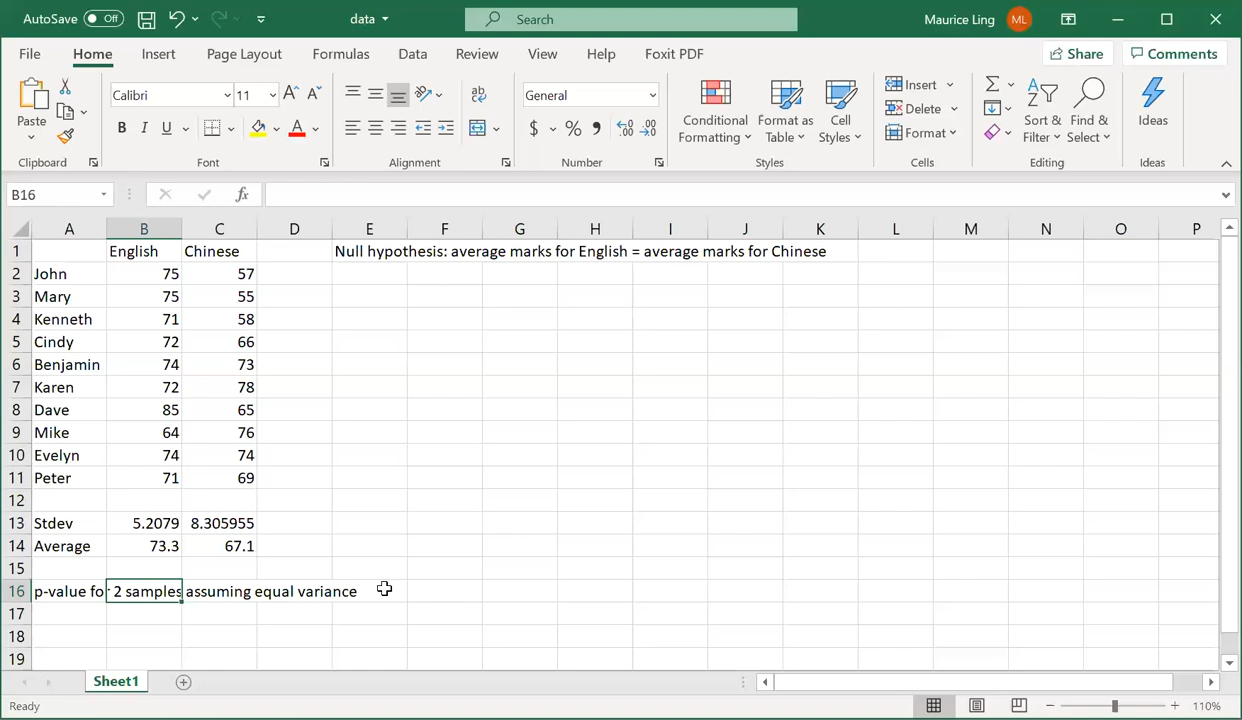 AutoSave Off data Search Maurice Ling ML
File Home Insert Page Layout Formulas Data Review View Help Foxit PDF Share Comments
Paste
Calibri 11 A A
B I U A
ab
General
$ % 9
Conditional Formatting
Format as Table
Cell Styles
Insert
Delete
Format
Sort & Filter
Find & Select
Ideas
Clipboard Font Alignment Number Styles Cells Editing Ideas
B16 fx
A B C D E F G H I J K L M N O P
1 English Chinese Null hypothesis: average marks for English = average marks for Chinese
2 John 75 57
3 Mary 75 55
4 Kenneth 71 58
5 Cindy 72 66
6 Benjamin 74 73
7 Karen 72 78
8 Dave 85 65
9 Mike 64 76
10 Evelyn 74 74
11 Peter 71 69
12
13 Stdev 5.2079 8.305955
14 Average 73.3 67.1
15
16 p-value for 2 samples assuming equal variance
17
18
19
Sheet1
Ready 110%